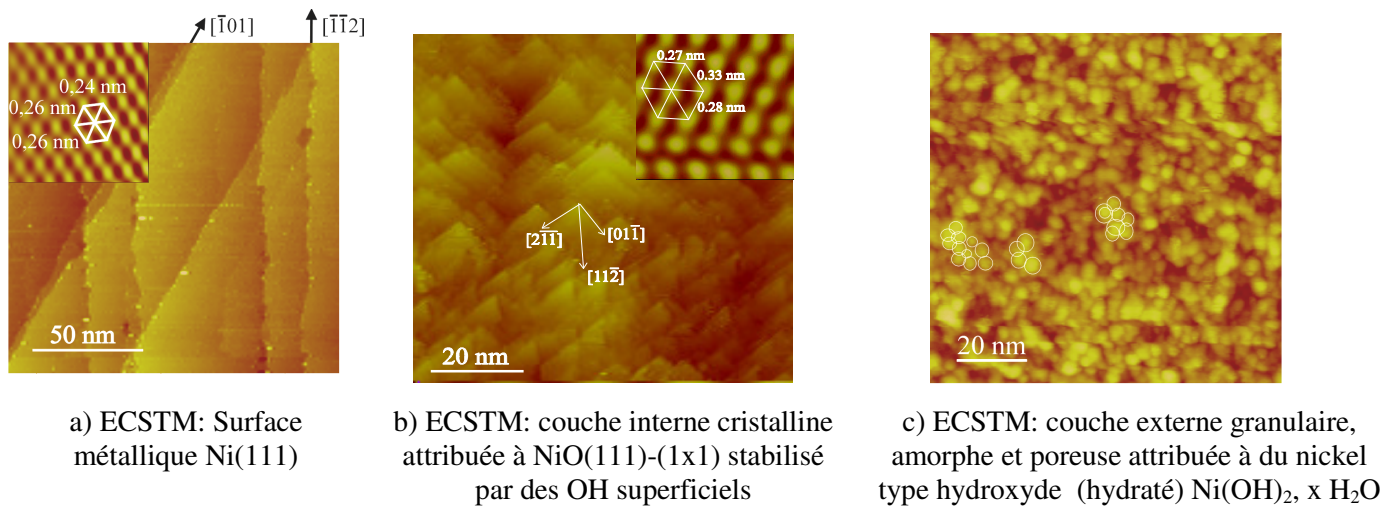 [1̄01]
[1̄1̄2]
0,24 nm
0,26 nm
0,26 nm
50 nm
0.27 nm
0.33 nm
0.28 nm
[21̄1̄]
[011̄]
[112̄]
20 nm
20 nm
a) ECSTM: Surface
métallique Ni(111)
b) ECSTM: couche interne cristalline
attribuée à NiO(111)-(1x1) stabilisé
par des OH superficiels
c) ECSTM: couche externe granulaire,
amorphe et poreuse attribuée à du nickel
type hydroxyde (hydraté) Ni(OH)₂, x H₂O